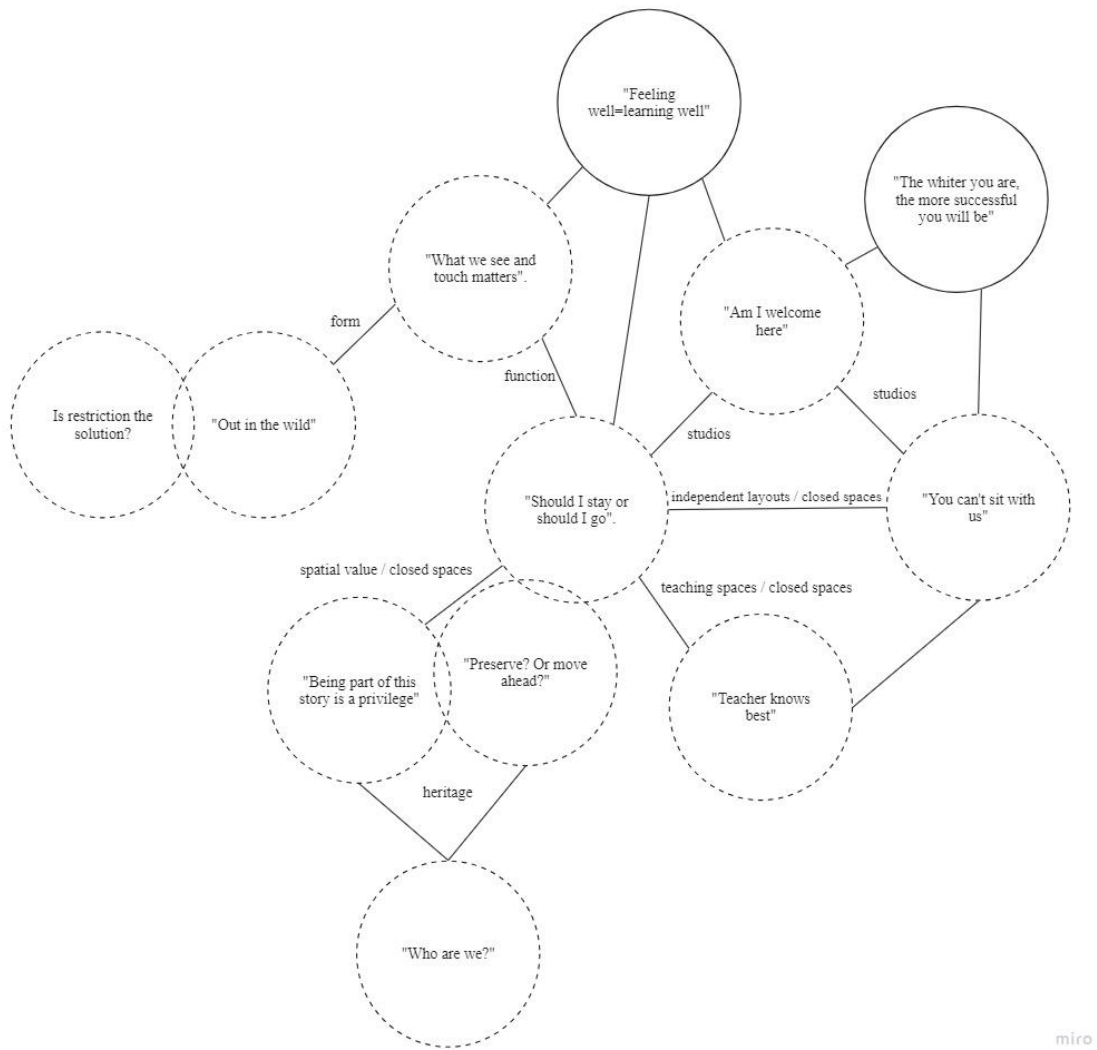 "Feeling
well=learning well"
"The whiter you are,
the more successful
you will be"
"What we see and
touch matters".
"Am I welcome
here"
form
function
Is restriction the
solution?
"Out in the wild"
studios
studios
"Should I stay or
should I go".
independent layouts / closed spaces
"You can't sit with
us"
spatial value / closed spaces
teaching spaces / closed spaces
"Being part of this
story is a privilege"
"Preserve? Or move
ahead?"
"Teacher knows
best"
heritage
"Who are we?"
miro